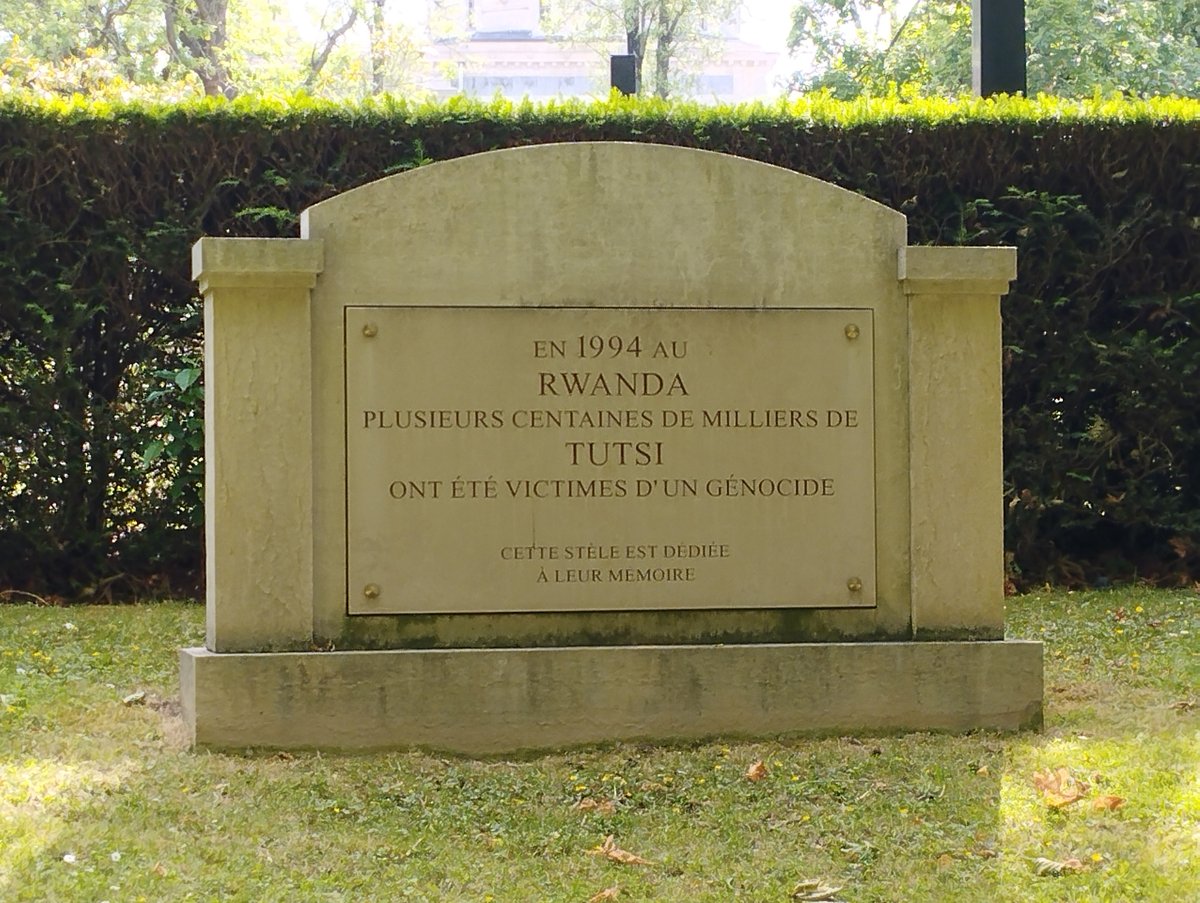 EN 1994 AU
RWANDA
PLUSIEURS CENTAINES DE MILLIERS DE
TUTSI
ONT ÉTÉ VICTIMES D'UN GÉNOCIDE
CETTE STÈLE EST DÉDIÉE
À LEUR MEMOIRE